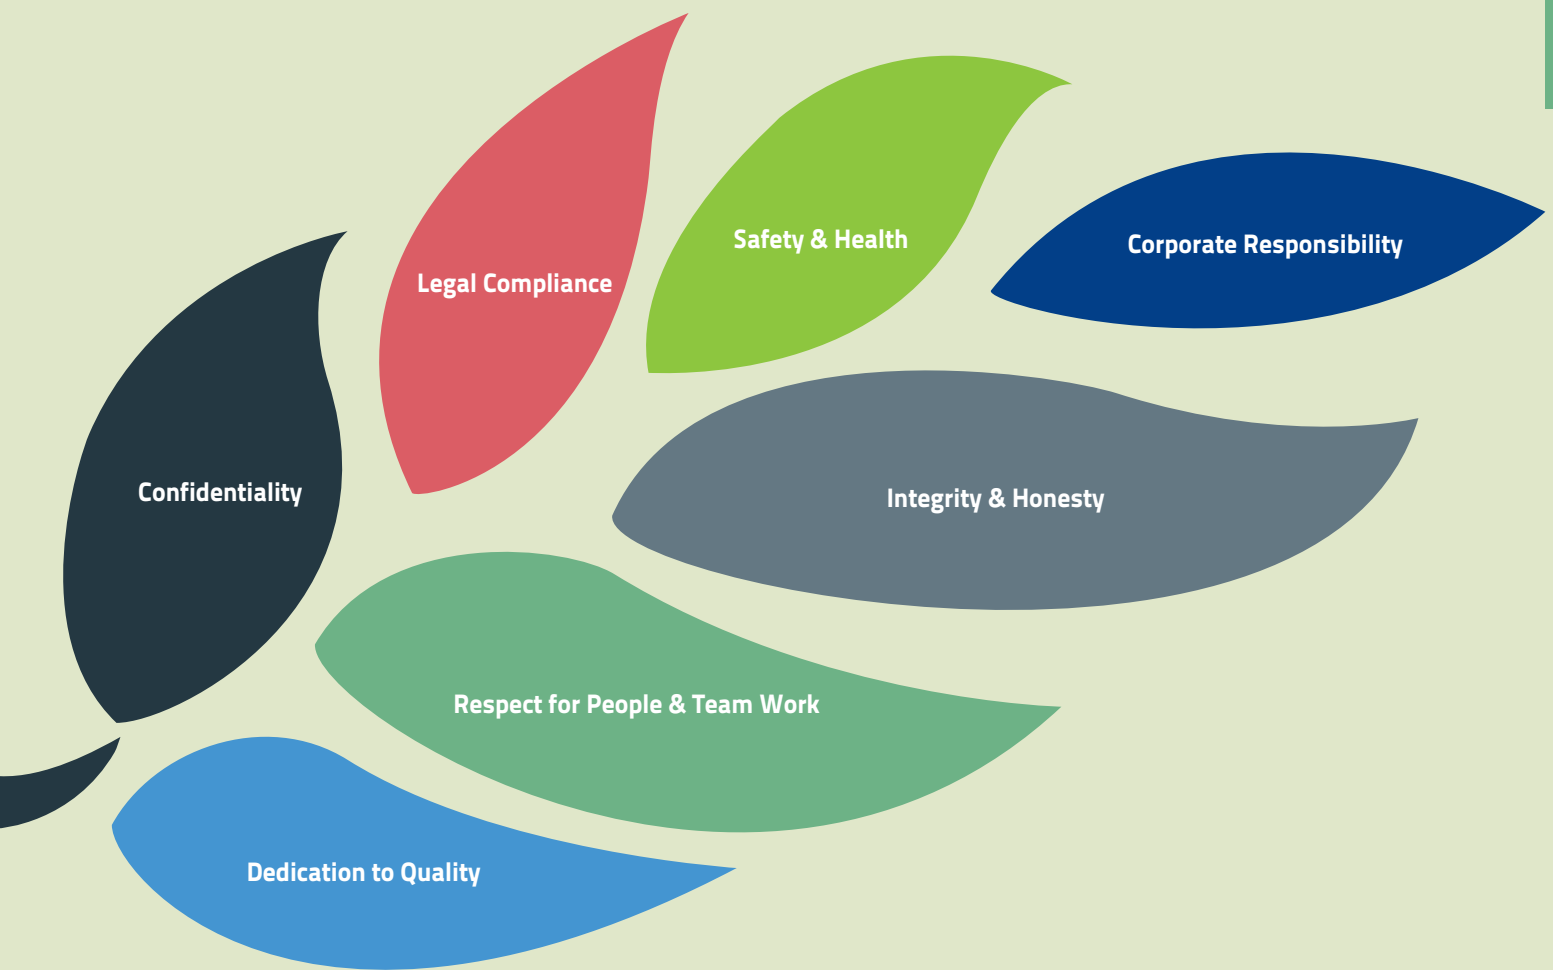 Safety & Health
Corporate Responsibility
Legal Compliance
Confidentiality
Integrity & Honesty
Respect for People & Team Work
Dedication to Quality